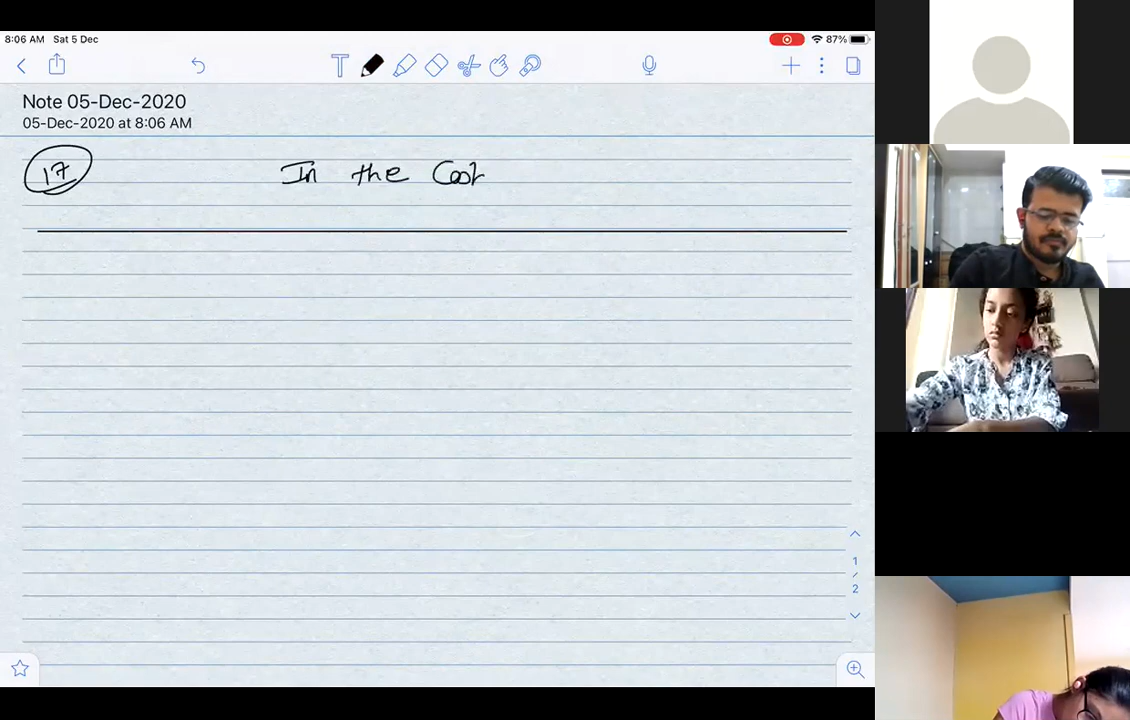 8:06 AM Sat 5 Dec
87%
T
Note 05-Dec-2020
05-Dec-2020 at 8:06 AM
17 In the
1
/
2